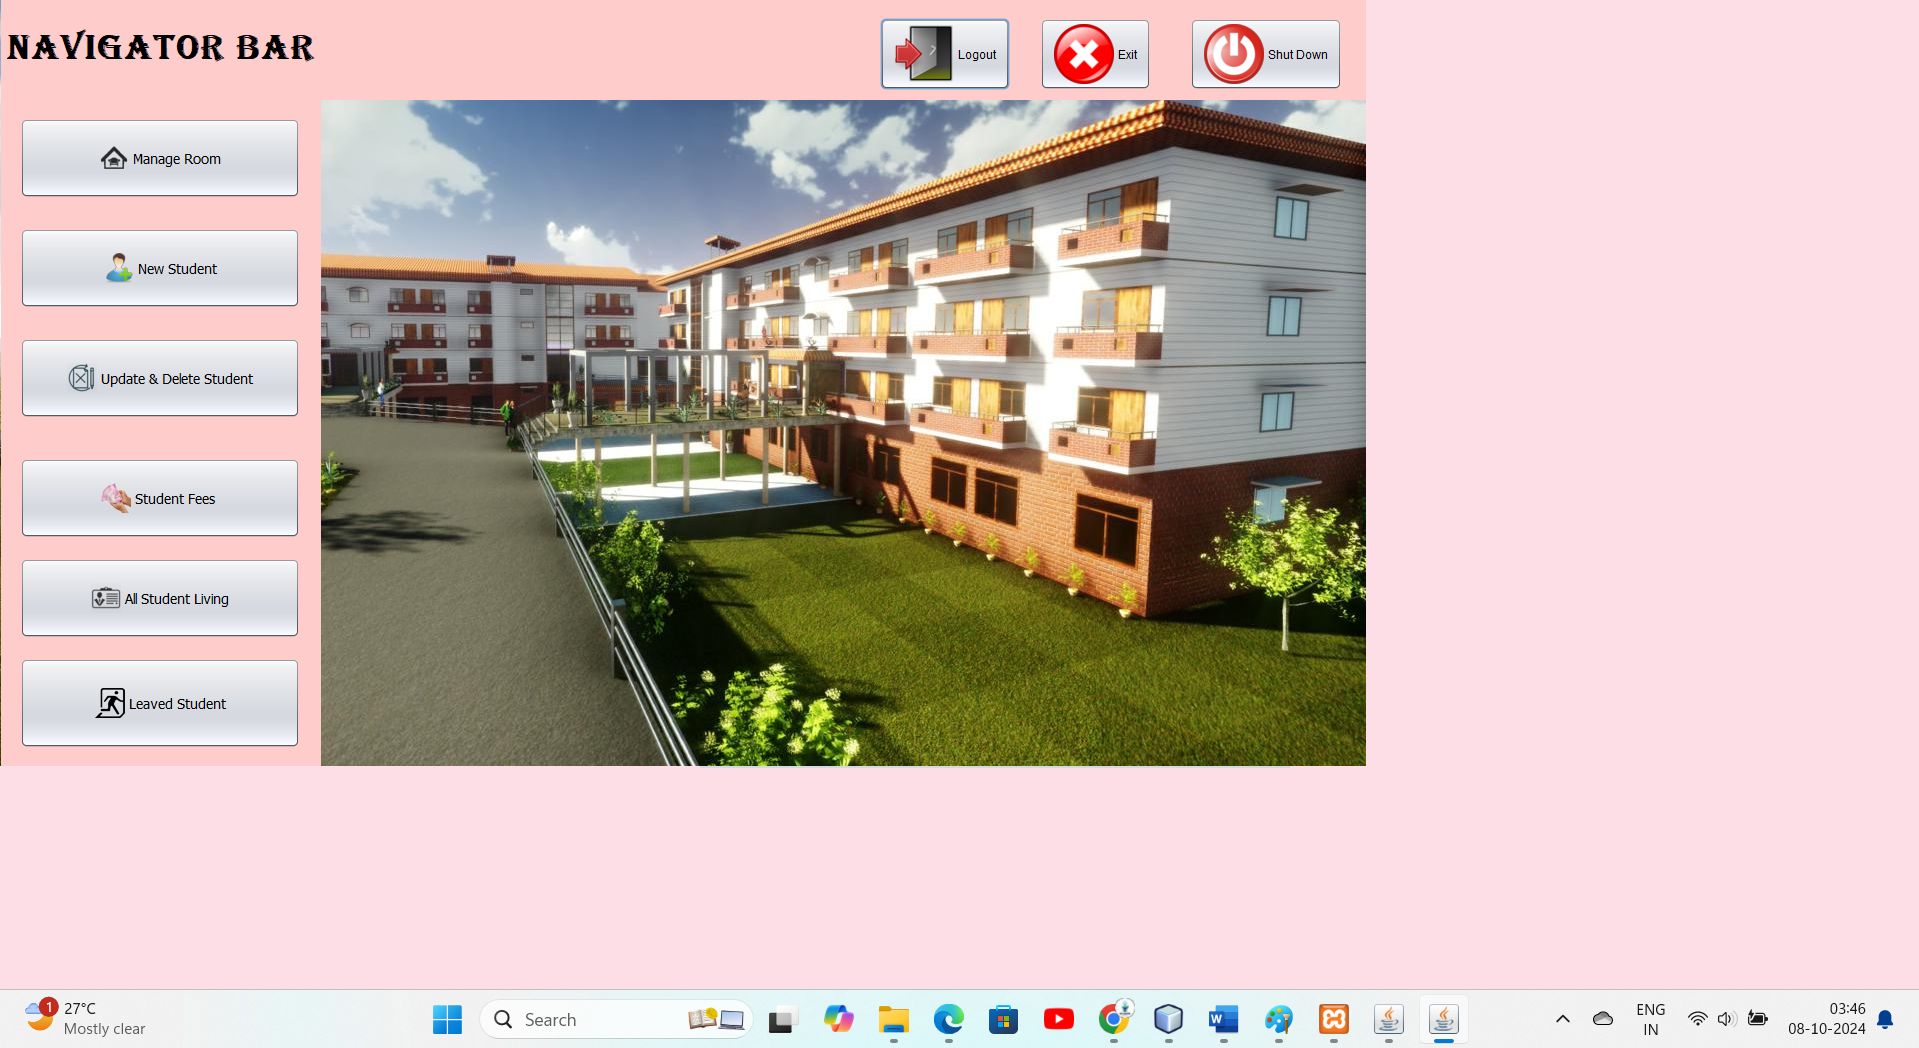 NAVIGATOR BAR
Logout
Exit
Shut Down
Manage Room
New Student
Update & Delete Student
Student Fees
All Student Living
Leaved Student
1
27°C
Mostly clear
Search
W
ENG
IN
03:46
08-10-2024